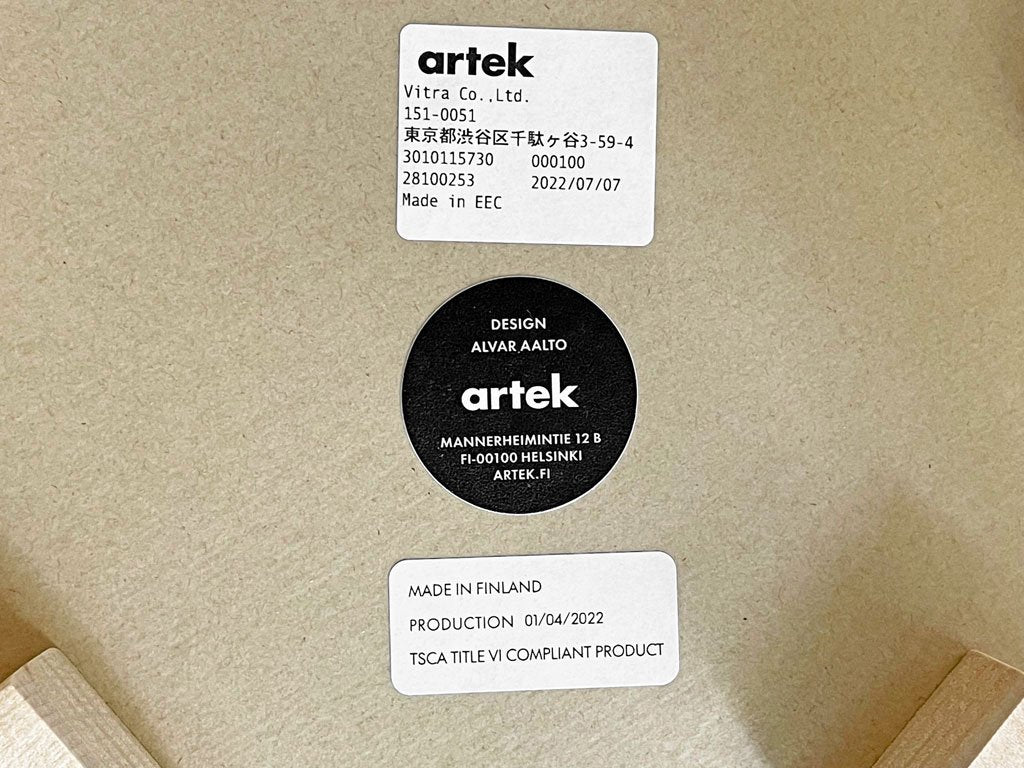 artek
Vitra Co.,Ltd.
151-0051
東京都渋谷区千駄ヶ谷3-59-4
3010115730 000100
28100253 2022/07/07
Made in EEC
DESIGN
ALVAR AALTO
artek
MANNERHEIMINTIE 12 B
FI-00100 HELSINKI
ARTEK.FI
MADE IN FINLAND
PRODUCTION 01/04/2022
TSCA TITLE VI COMPLIANT PRODUCT